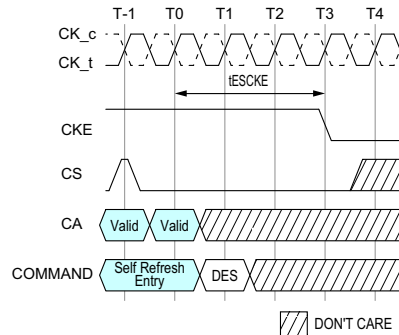 T-1 T0 T1 T2 T3 T4
CK_c
CK_t
tESCKE
CKE
CS
CA Valid Valid
COMMAND Self Refresh Entry DES
DON'T CARE